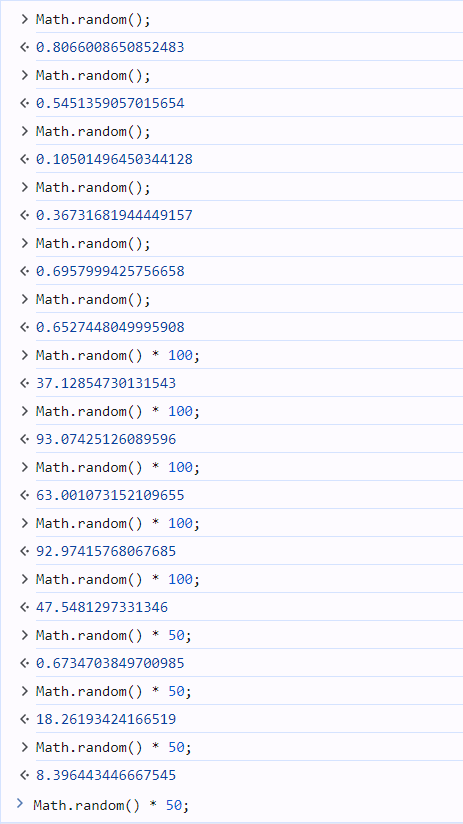 > Math.random();
<· 0.8066008650852483
> Math.random();
<· 0.5451359057015654
> Math.random();
<· 0.10501496450344128
> Math.random();
<· 0.36731681944449157
> Math.random();
<· 0.6957999425756658
> Math.random();
<· 0.6527448049995908
> Math.random() * 100;
<· 37.12854730131543
> Math.random() * 100;
<· 93.07425126089596
> Math.random() * 100;
<· 63.001073152109655
> Math.random() * 100;
<· 92.97415768067685
> Math.random() * 100;
<· 47.5481297331346
> Math.random() * 50;
<· 0.6734703849700985
> Math.random() * 50;
<· 18.26193424166519
> Math.random() * 50;
<· 8.396443446667545
> Math.random() * 50;